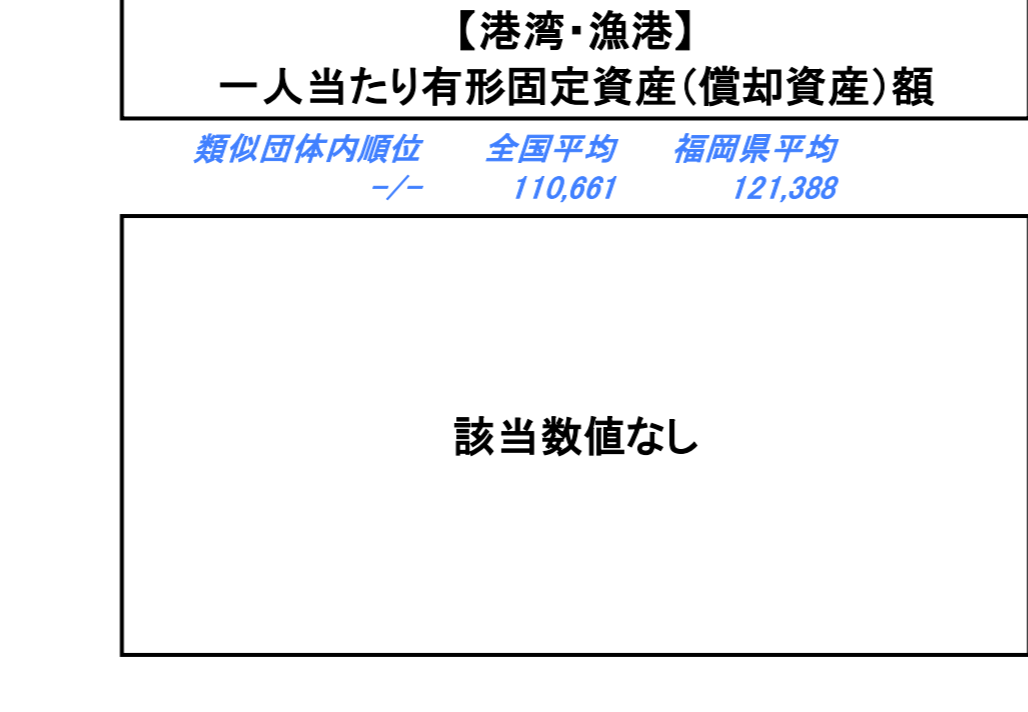 【港湾・漁港】
一人当たり有形固定資産(償却資産)額
類似団体内順位 全国平均 福岡県平均
-/- 110,661 121,388
該当数値なし